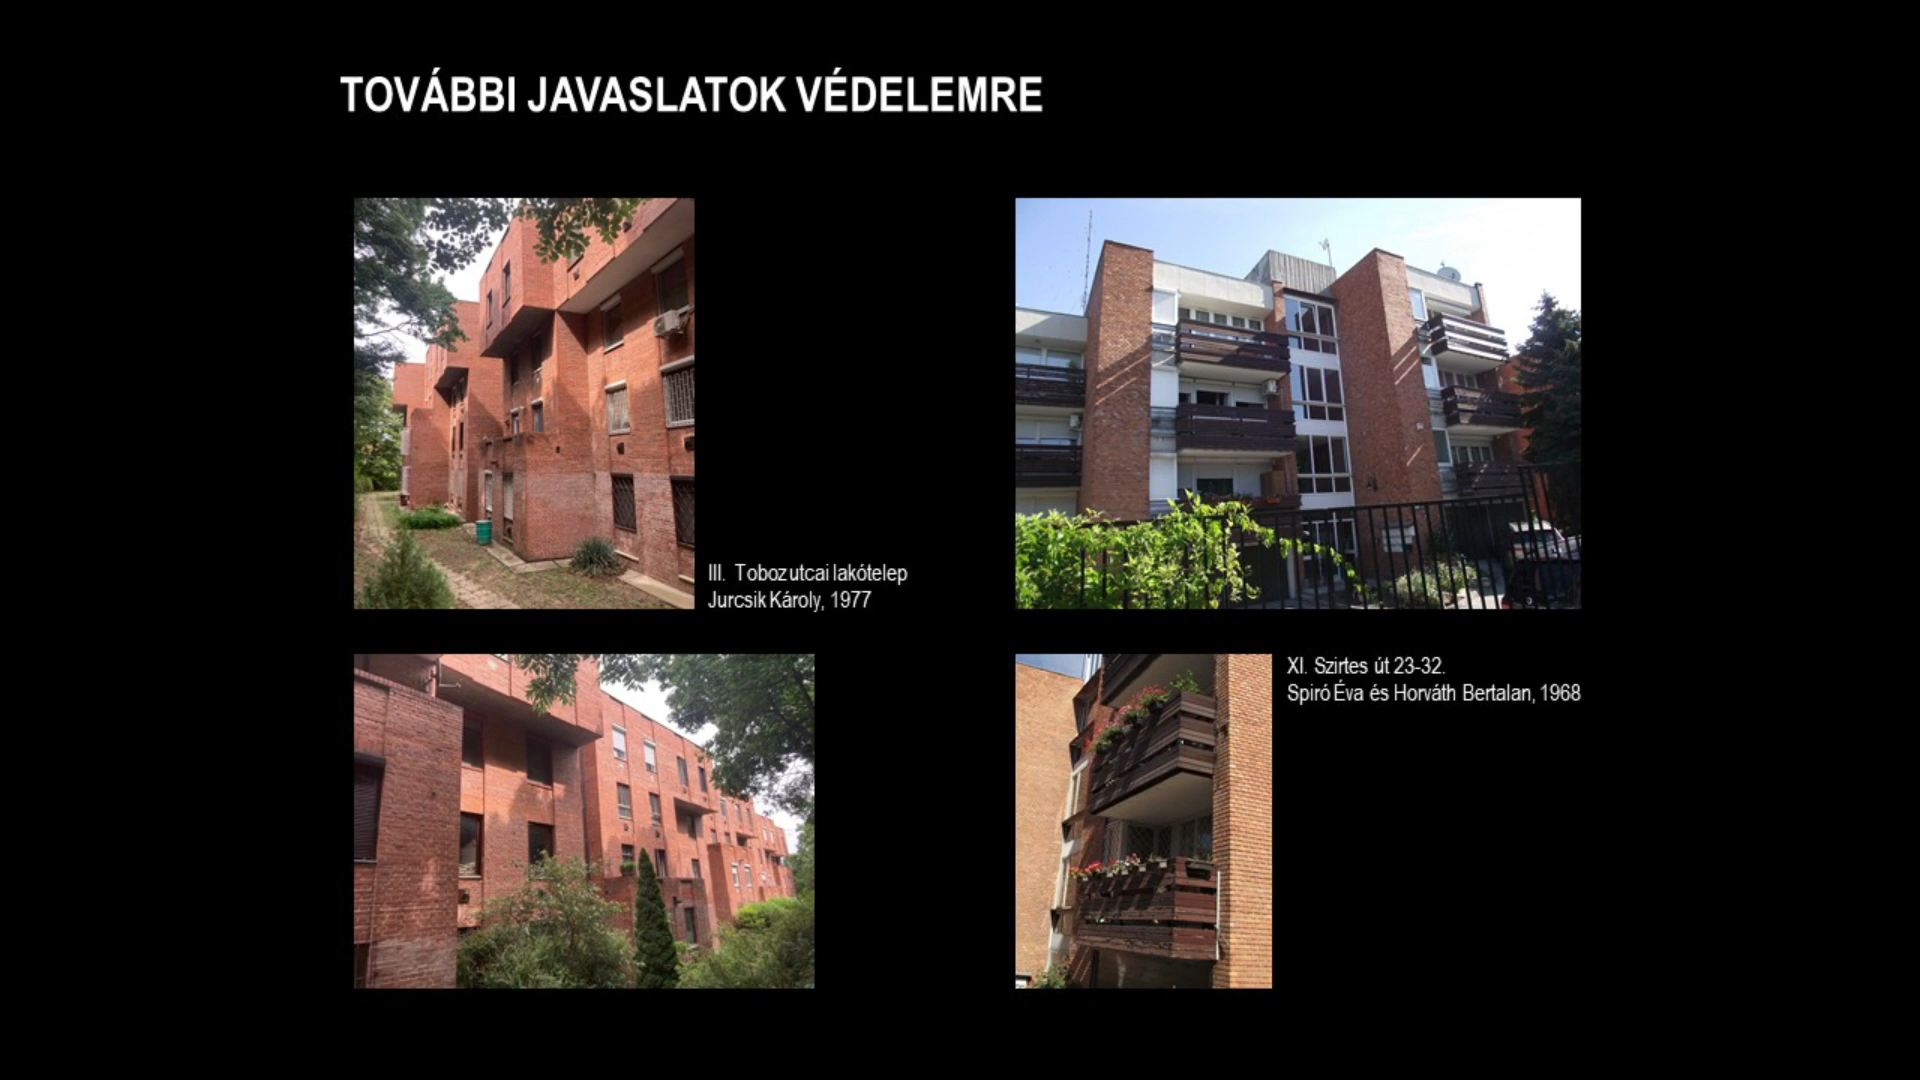 TOVÁBBI JAVASLATOK VÉDELEMRE
III. Toboz utcai lakótelep
Jurcsik Károly, 1977
XI. Szirtes út 23-32.
Spiró Éva és Horváth Bertalan, 1968